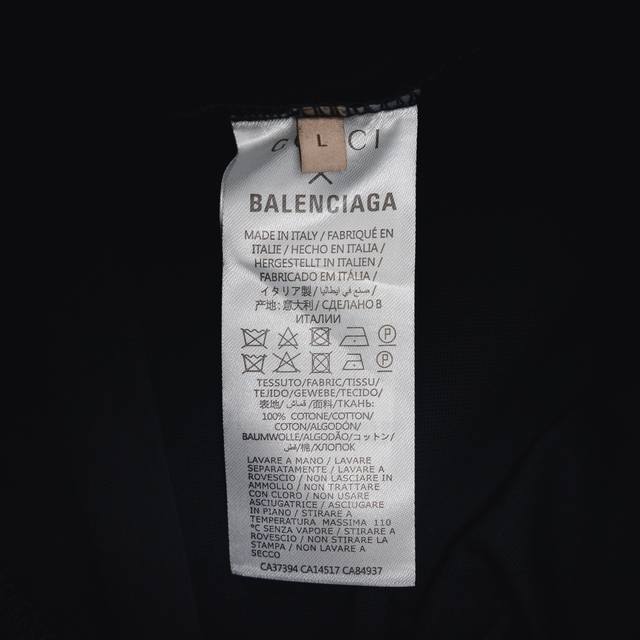 L
CI
X
BALENCIAGA
MADE IN ITALY / FABRIQUÉ EN
ITALIE / HECHO EN ITALIA /
HERGESTELLT IN ITALIEN /
FABRICADO EM ITÁLIA /
イタリア製 / صنع في ايطاليا /
产地: 意大利 / СДЕЛАНО В
ИТАЛИИ
P
P
TESSUTO/FABRIC/TISSU/
TEJIDO/GEWEBE/TECIDO/
表地/ قماش /面料/ТКАНЬ:
100% COTONE/COTTON/
COTON/ALGODÓN/
BAUMWOLLE/ALGODÃO/コットン/
قطن/棉/ХЛОПОК
LAVARE A MANO / LAVARE
SEPARATAMENTE / LAVARE A
ROVESCIO / NON LASCIARE IN
AMMOLLO / NON TRATTARE
CON CLORO / NON USARE
ASCIUGATRICE / ASCIUGARE
IN PIANO / STIRARE A
TEMPERATURA MASSIMA 110
°C SENZA VAPORE / STIRARE A
ROVESCIO / NON STIRARE LA
STAMPA / NON LAVARE A
SECCO
CA37394 CA14517 CA84937